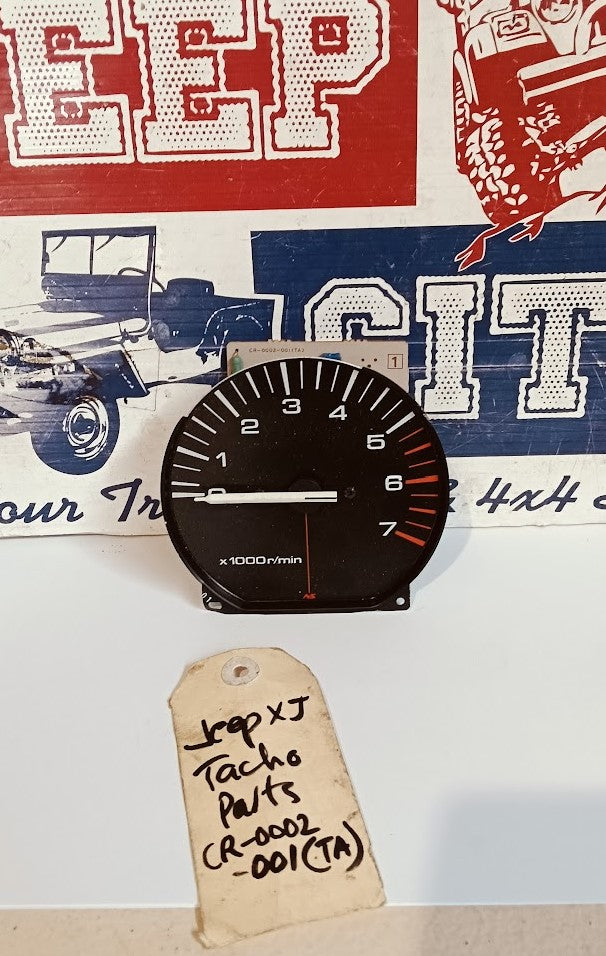 EEP
CIT
our Tr & 4x4
CR-0002-001(TA)
1
0
1
2
3
4
5
6
7
x1000r/min
NS
Jeep XJ
Tacho
Parts
CR-0002
-001(TA)